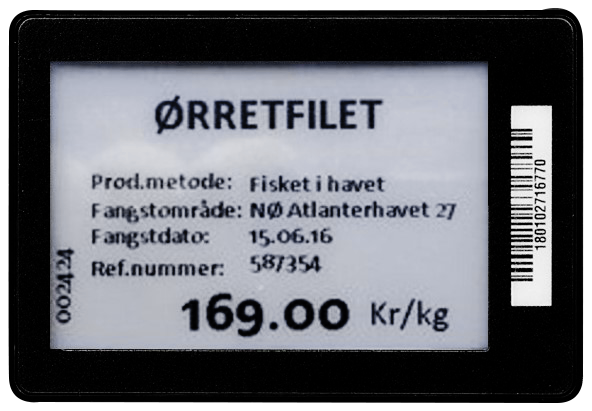 ØRRETFILET
Prod.metode: Fisket i havet
Fangstområde: NØ Atlanterhavet 27
Fangstdato: 15.06.16
Ref.nummer: 587354
169.00 Kr/kg
002424
180102716770